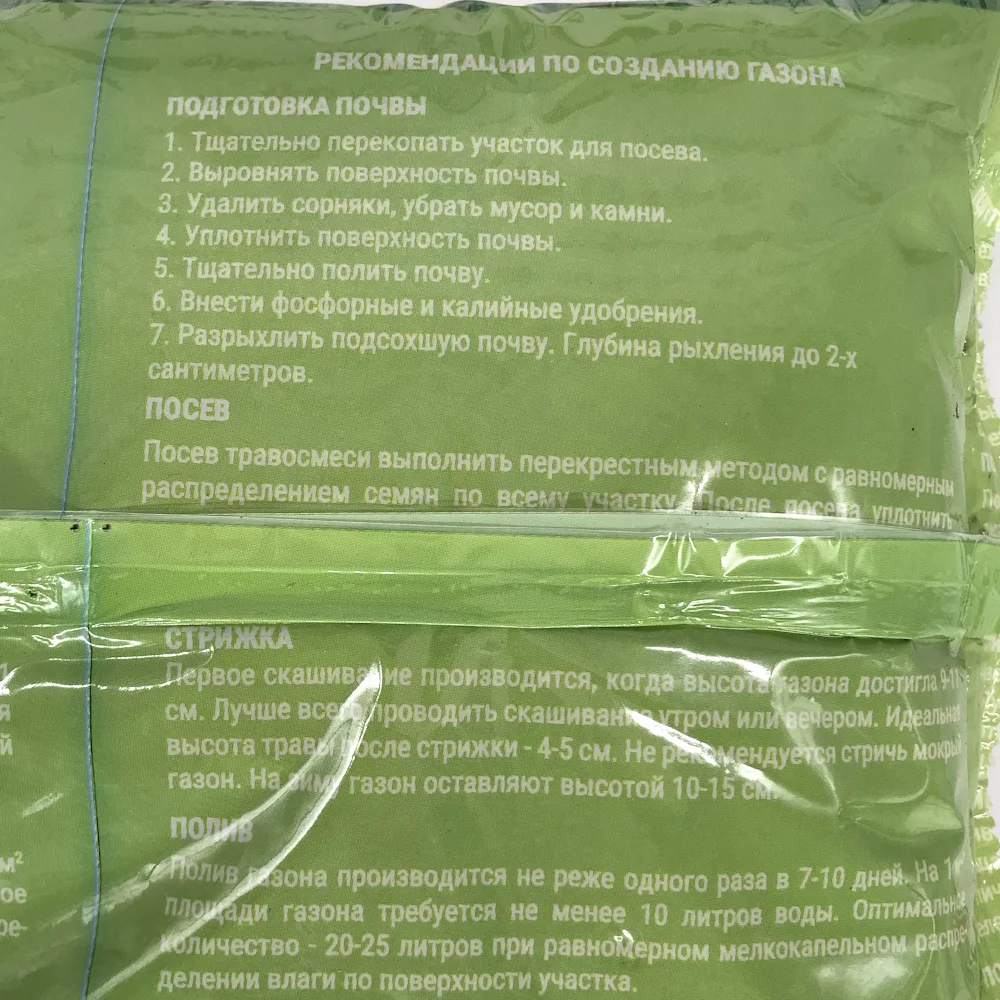 РЕКОМЕНДАЦИИ ПО СОЗДАНИЮ ГАЗОНА
ПОДГОТОВКА ПОЧВЫ
1. Тщательно перекопать участок для посева.
2. Выровнять поверхность почвы.
3. Удалить сорняки, убрать мусор и камни.
4. Уплотнить поверхность почвы.
5. Тщательно полить почву.
6. Внести фосфорные и калийные удобрения.
7. Разрыхлить подсохшую почву. Глубина рыхления до 2-х
сантиметров.
ПОСЕВ
Посев травосмеси выполнить перекрестным методом с равномерным
распределением семян по всему участку. После посева уплотнить
СТРИЖКА
Первое скашивание производится, когда высота газона достигла 9-11
см. Лучше всего проводить скашивание утром или вечером. Идеальная
высота травы после стрижки - 4-5 см. Не рекомендуется стричь мокрый
газон. На зиму газон оставляют высотой 10-15 см.
ПОЛИВ
Полив газона производится не реже одного раза в 7-10 дней. На 1
площади газона требуется не менее 10 литров воды. Оптимальное
количество - 20-25 литров при равномерном мелкокапельном распре-
делении влаги по поверхности участка.